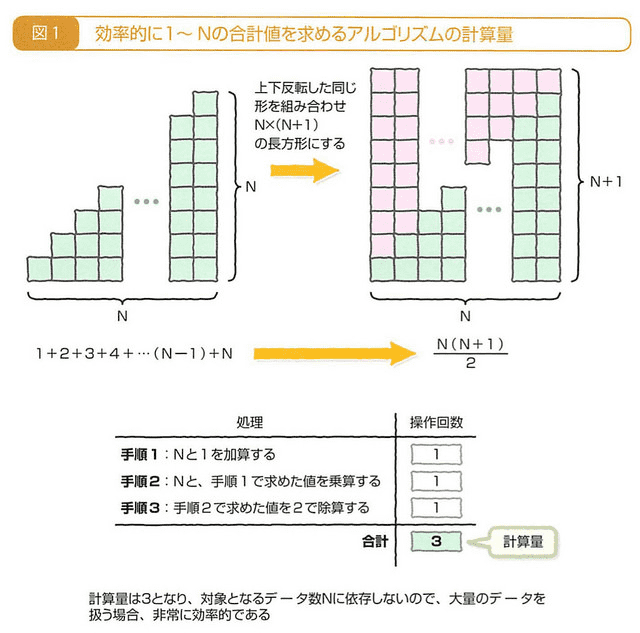 図1 効率的に1～Nの合計値を求めるアルゴリズムの計算量
上下反転した同じ
形を組み合わせ
N×(N+1)
の長方形にする
N
N+1
N
N
1+2+3+4+…(N-1)+N
N(N+1)
2
処理 操作回数
手順1：Nと1を加算する 1
手順2：Nと、手順1で求めた値を乗算する 1
手順3：手順2で求めた値を2で除算する 1
合計 3 計算量
計算量は3となり、対象となるデータ数Nに依存しないので、大量のデータを
扱う場合、非常に効率的である